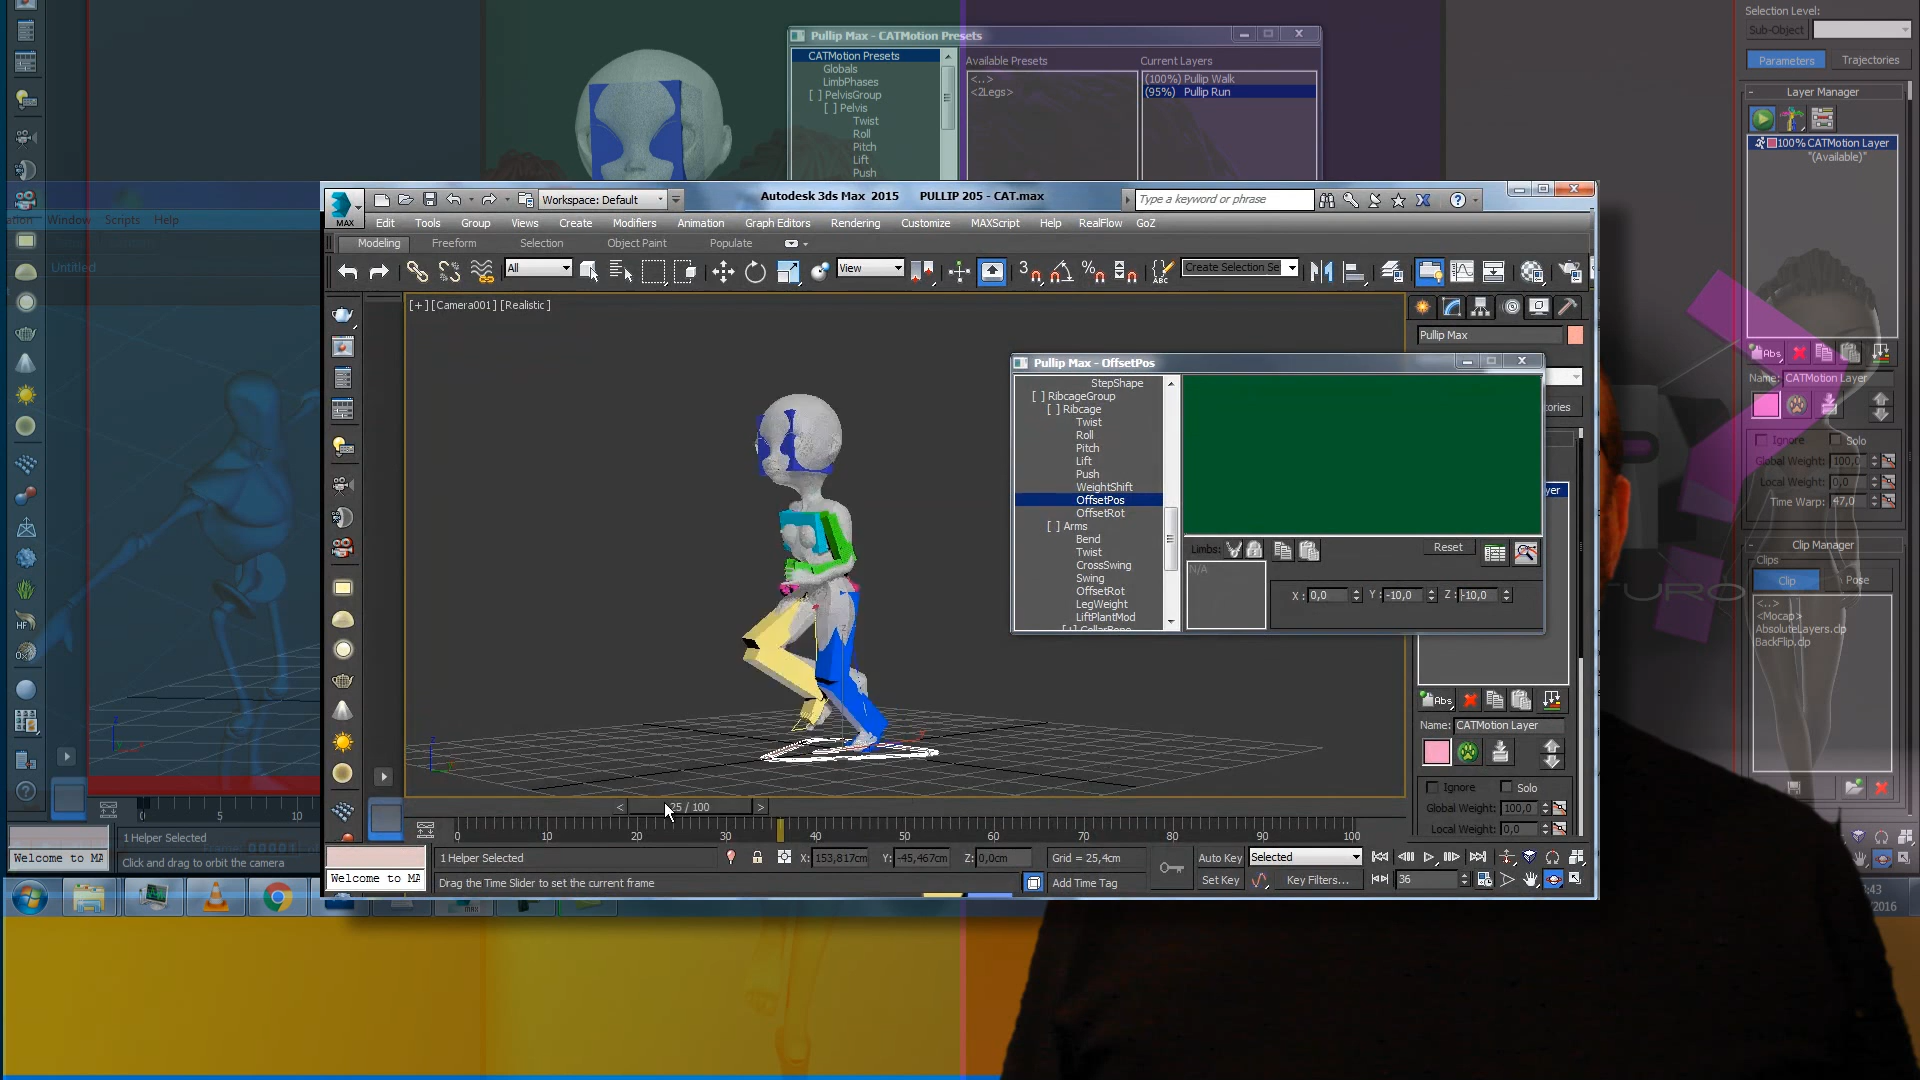 Pullip Max - CATMotion Presets
CATMotion Presets
Globals
LimbPhases
[ ] PelvisGroup
[ ] Pelvis
Twist
Roll
Pitch
Lift
Push
Available Presets
<..>
<2Legs>
Current Layers
(100%) Pullip Walk
(95%) Pullip Run
Selection Level:
Sub-Object
Parameters
Trajectories
Layer Manager
100% CATMotion Layer
"(Available)"
Abs
Name: CATMotion Layer
Ignore
Solo
Global Weight: 100,0
Local Weight: 0,0
Time Warp: 47,0
Clip Manager
Clips
Clip
Pose
<..>
<Mocap>
AbsoluteLayers.clp
BackFlip.clp
Window Scripts Help
Untitled
0 5 10
1 Helper Selected
Welcome to MA
Click and drag to orbit the camera
MAX
Workspace: Default
Autodesk 3ds Max 2015 PULLIP 205 - CAT.max
Type a keyword or phrase
Edit Tools Group Views Create Modifiers Animation Graph Editors Rendering Customize MAXScript Help RealFlow GoZ
Modeling Freeform Selection Object Paint Populate
All
View
3
ABC
Create Selection Se
[+] [Camera001] [Realistic]
Pullip Max
Pullip Max - OffsetPos
StepShape
[ ] RibcageGroup
[ ] Ribcage
Twist
Roll
Pitch
Lift
Push
WeightShift
OffsetPos
OffsetRot
[ ] Arms
Bend
Twist
CrossSwing
Swing
OffsetRot
LegWeight
LiftPlantMod
Limbs:
N/A
Reset
X: 0,0 Y: -10,0 Z: -10,0
ories
yer
Abs
Name: CATMotion Layer
Ignore
Solo
Global Weight: 100,0
Local Weight: 0,0
HF
< 25 / 100 >
0 10 20 30 40 50 60 70 80 90 100
1 Helper Selected
X: 153,817cm Y: -45,467cm Z: 0,0cm
Grid = 25,4cm
Auto Key
Selected
Welcome to MA
Drag the Time Slider to set the current frame
Add Time Tag
Set Key
Key Filters...
36
:43
2016
TURO